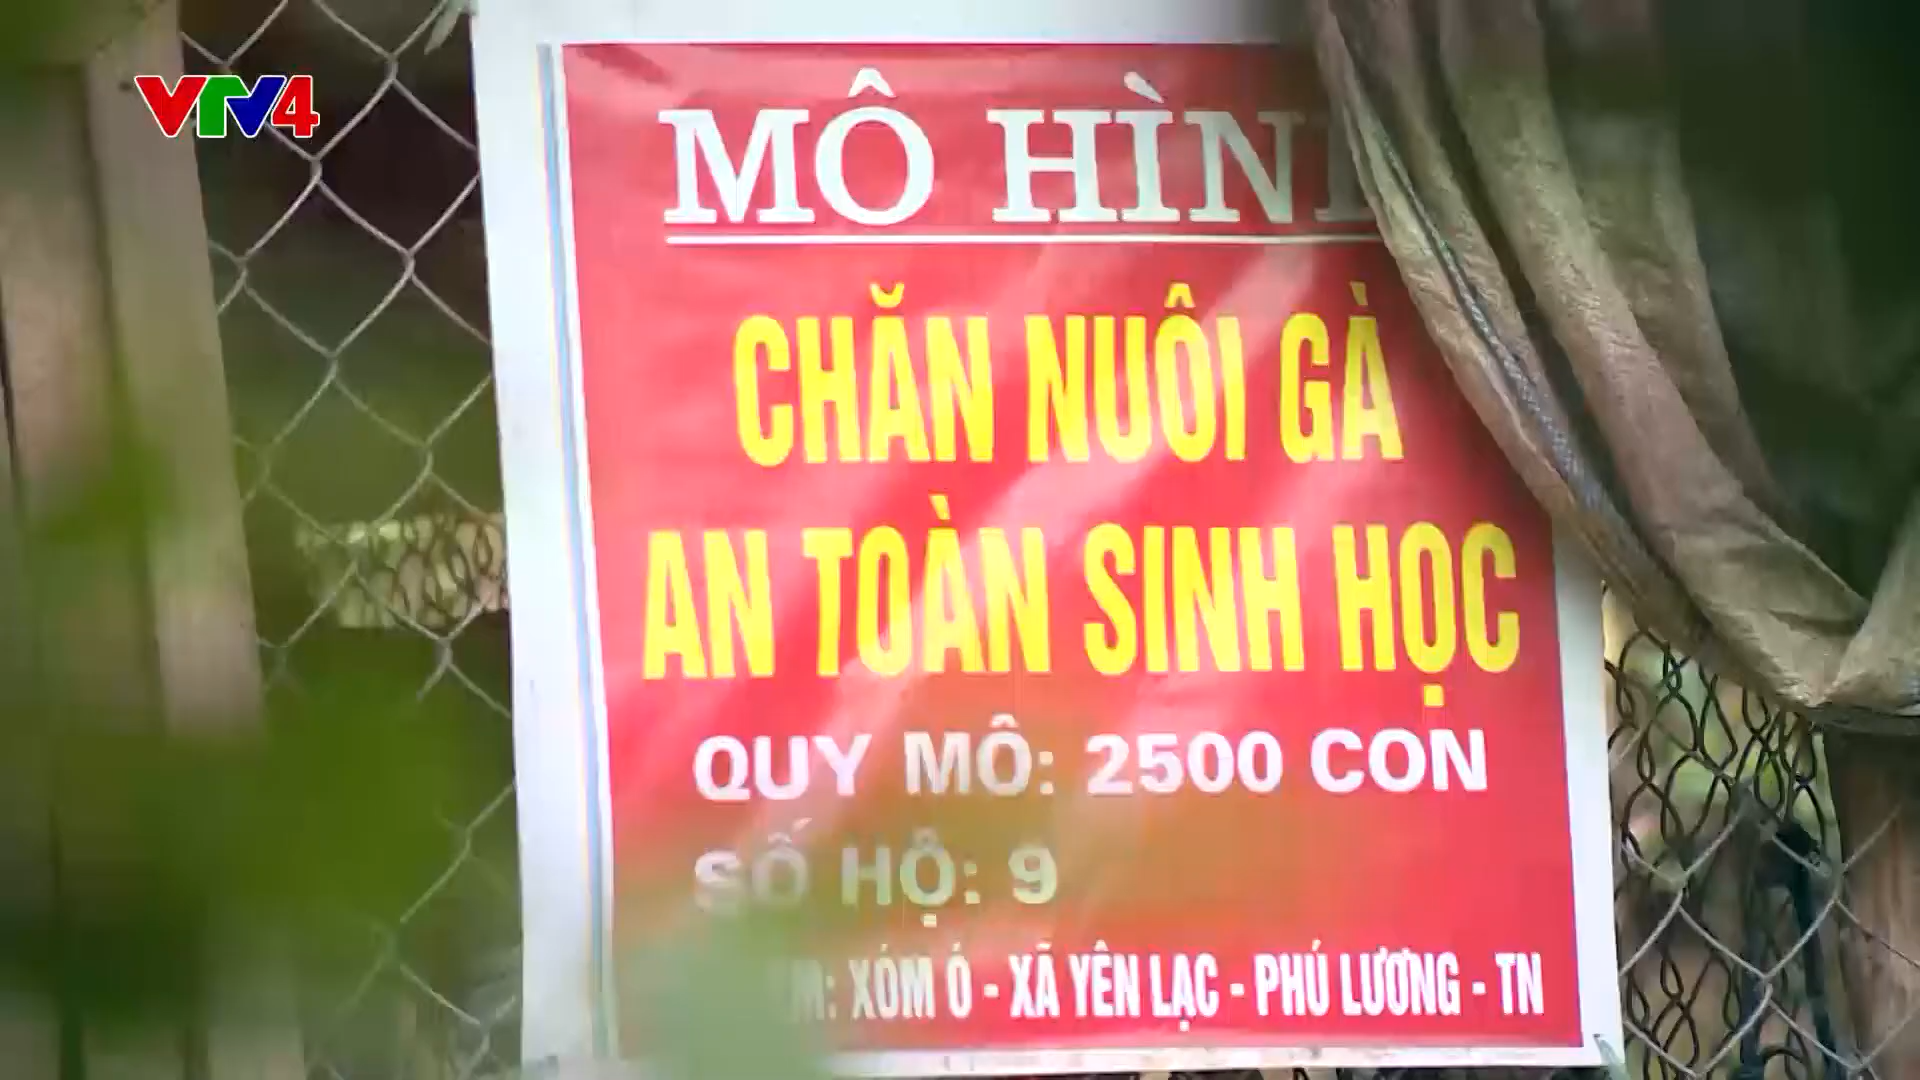 VTV4
MÔ HÌN
CHĂN NUÔI GÀ
AN TOÀN SINH HỌC
QUY MÔ: 2500 CON
SỐ HỘ: 9
M: XÓM Ó - XÃ YÊN LẠC - PHÚ LƯƠNG - TN